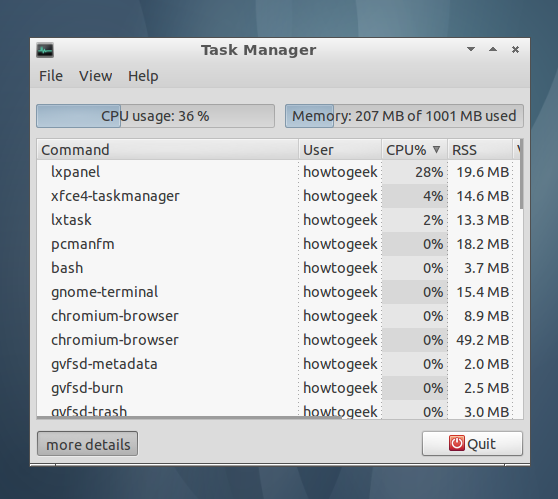 Task Manager
File View Help
CPU usage: 36 % Memory: 207 MB of 1001 MB used
Command User CPU% RSS
lxpanel howtogeek 28% 19.6 MB
xfce4-taskmanager howtogeek 4% 14.6 MB
lxtask howtogeek 2% 13.3 MB
pcmanfm howtogeek 0% 18.2 MB
bash howtogeek 0% 3.7 MB
gnome-terminal howtogeek 0% 15.4 MB
chromium-browser howtogeek 0% 8.9 MB
chromium-browser howtogeek 0% 49.2 MB
gvfsd-metadata howtogeek 0% 2.0 MB
gvfsd-burn howtogeek 0% 2.5 MB
gvfsd-trash howtogeek 0% 3.0 MB
more details Quit